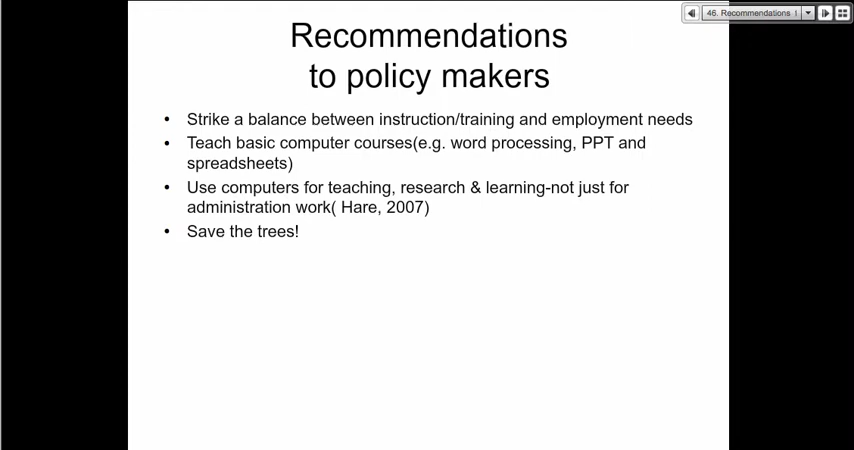 46. Recommendations
Recommendations
to policy makers
• Strike a balance between instruction/training and employment needs
• Teach basic computer courses(e.g. word processing, PPT and
spreadsheets)
• Use computers for teaching, research & learning-not just for
administration work( Hare, 2007)
• Save the trees!